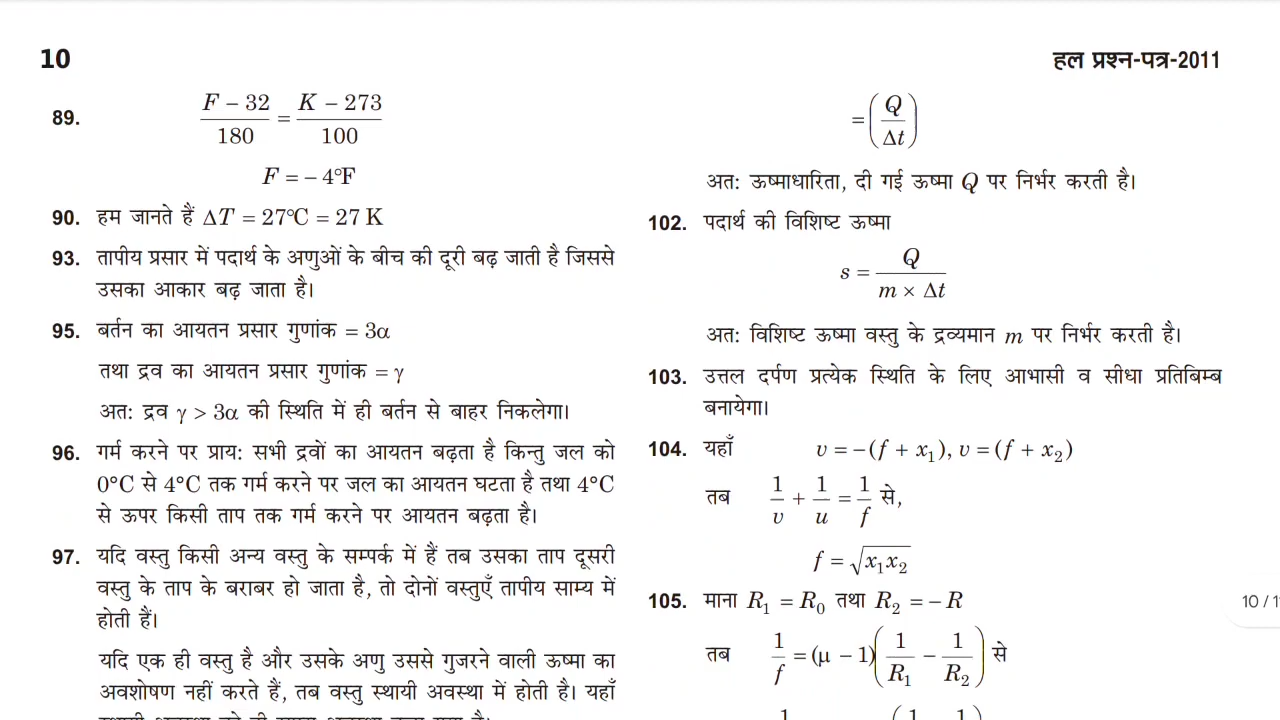 10
हल प्रश्न-पत्र-2011
89. (F − 32)/180 = (K − 273)/100
F = − 4°F
90. हम जानते हैं ΔT = 27°C = 27 K
93. तापीय प्रसार में पदार्थ के अणुओं के बीच की दूरी बढ़ जाती है जिससे
उसका आकार बढ़ जाता है।
95. बर्तन का आयतन प्रसार गुणांक = 3α
तथा द्रव का आयतन प्रसार गुणांक = γ
अत: द्रव γ > 3α की स्थिति में ही बर्तन से बाहर निकलेगा।
96. गर्म करने पर प्राय: सभी द्रवों का आयतन बढ़ता है किन्तु जल को
0°C से 4°C तक गर्म करने पर जल का आयतन घटता है तथा 4°C
से ऊपर किसी ताप तक गर्म करने पर आयतन बढ़ता है।
97. यदि वस्तु किसी अन्य वस्तु के सम्पर्क में हैं तब उसका ताप दूसरी
वस्तु के ताप के बराबर हो जाता है, तो दोनों वस्तुएँ तापीय साम्य में
होती हैं।
यदि एक ही वस्तु है और उसके अणु उससे गुजरने वाली ऊष्मा का
अवशोषण नहीं करते हैं, तब वस्तु स्थायी अवस्था में होती है। यहाँ
= (Q/Δt)
अत: ऊष्माधारिता, दी गई ऊष्मा Q पर निर्भर करती है।
102. पदार्थ की विशिष्ट ऊष्मा
s = Q/(m × Δt)
अत: विशिष्ट ऊष्मा वस्तु के द्रव्यमान m पर निर्भर करती है।
103. उत्तल दर्पण प्रत्येक स्थिति के लिए आभासी व सीधा प्रतिबिम्ब
बनायेगा।
104. यहाँ υ = −(f + x₁), υ = (f + x₂)
तब 1/υ + 1/u = 1/f से,
f = √(x₁x₂)
105. माना R₁ = R₀ तथा R₂ = − R
तब 1/f = (μ − 1)(1/R₁ − 1/R₂) से
10 / 1